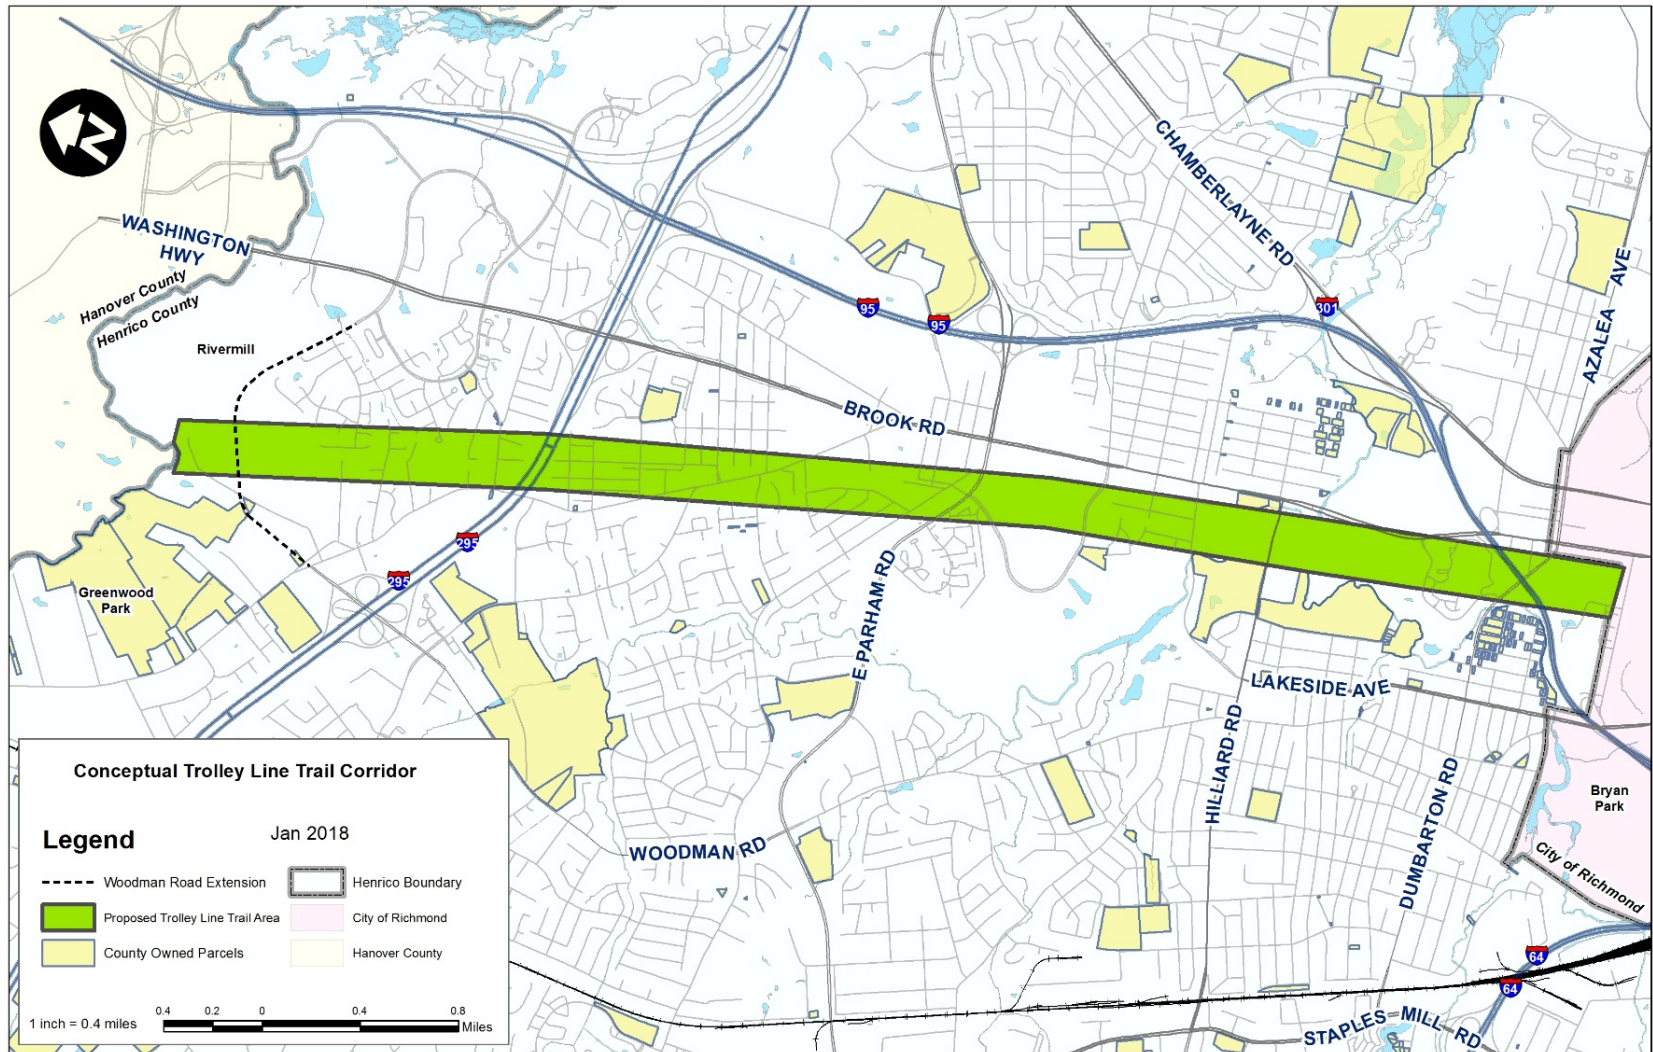 N
CHAMBERLAYNE RD
WASHINGTON
HWY
Hanover County
Henrico County
Rivermill
95
95
301
AZALEA AVE
BROOK RD
295
295
Greenwood
Park
E PARHAM RD
LAKESIDE AVE
HILLIARD RD
DUMBARTON RD
WOODMAN RD
Bryan
Park
City of Richmond
64
64
STAPLES MILL RD
Conceptual Trolley Line Trail Corridor
Jan 2018
Legend
Woodman Road Extension
Henrico Boundary
Proposed Trolley Line Trail Area
City of Richmond
County Owned Parcels
Hanover County
1 inch = 0.4 miles
0.4 0.2 0 0.4 0.8
Miles